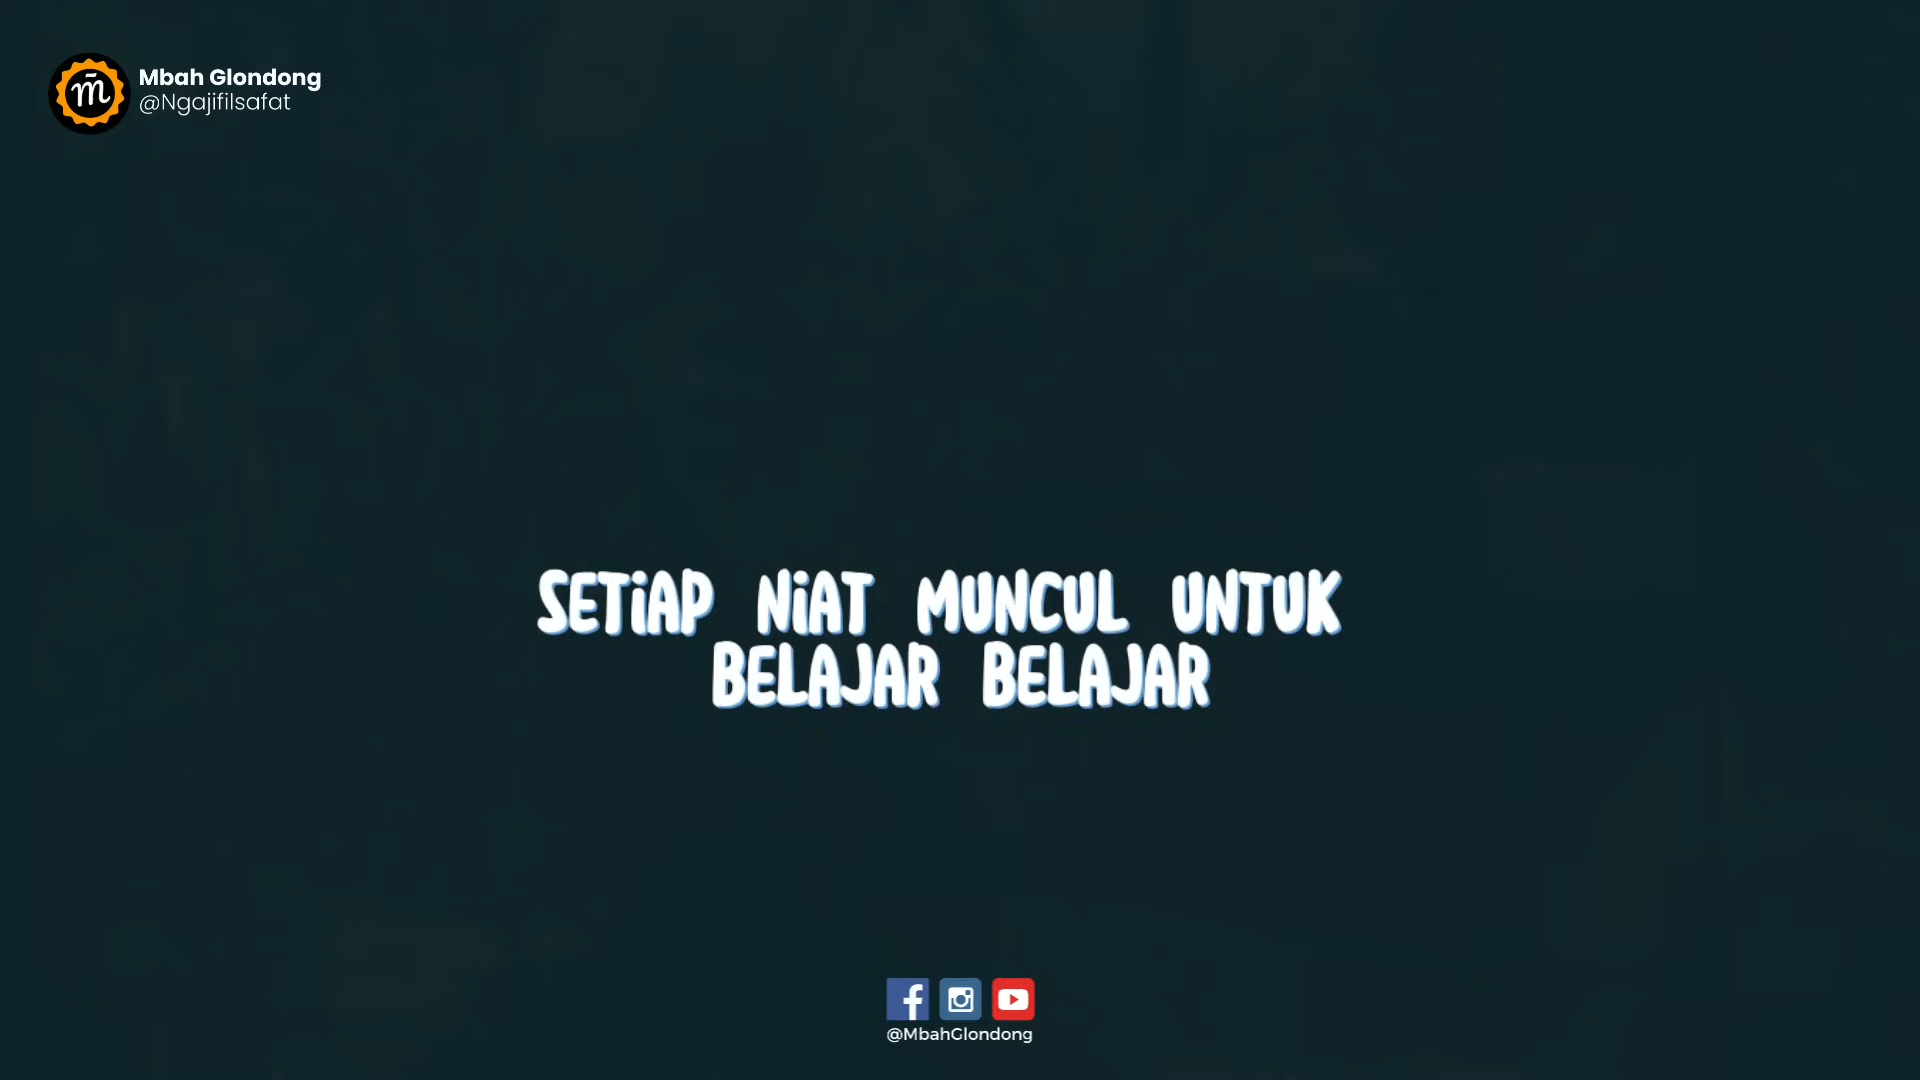 m
Mbah Glondong
@Ngajifilsafat
SETiAP NiAT MUNCUL UNTUK
BELAJAR BELAJAR
@MbahGlondong